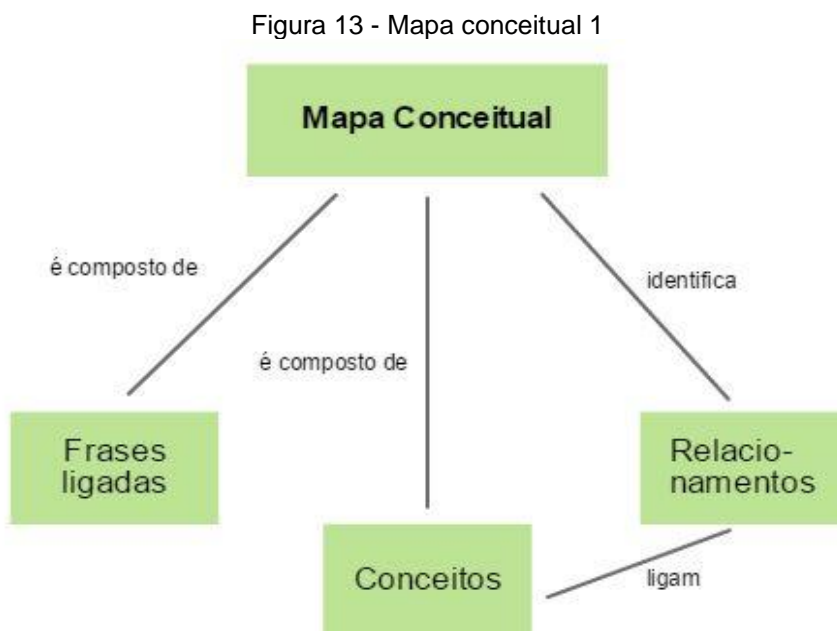 Figura 13 - Mapa conceitual 1
Mapa Conceitual
é composto de
identifica
é composto de
Frases
ligadas
Relacio-
namentos
Conceitos
ligam